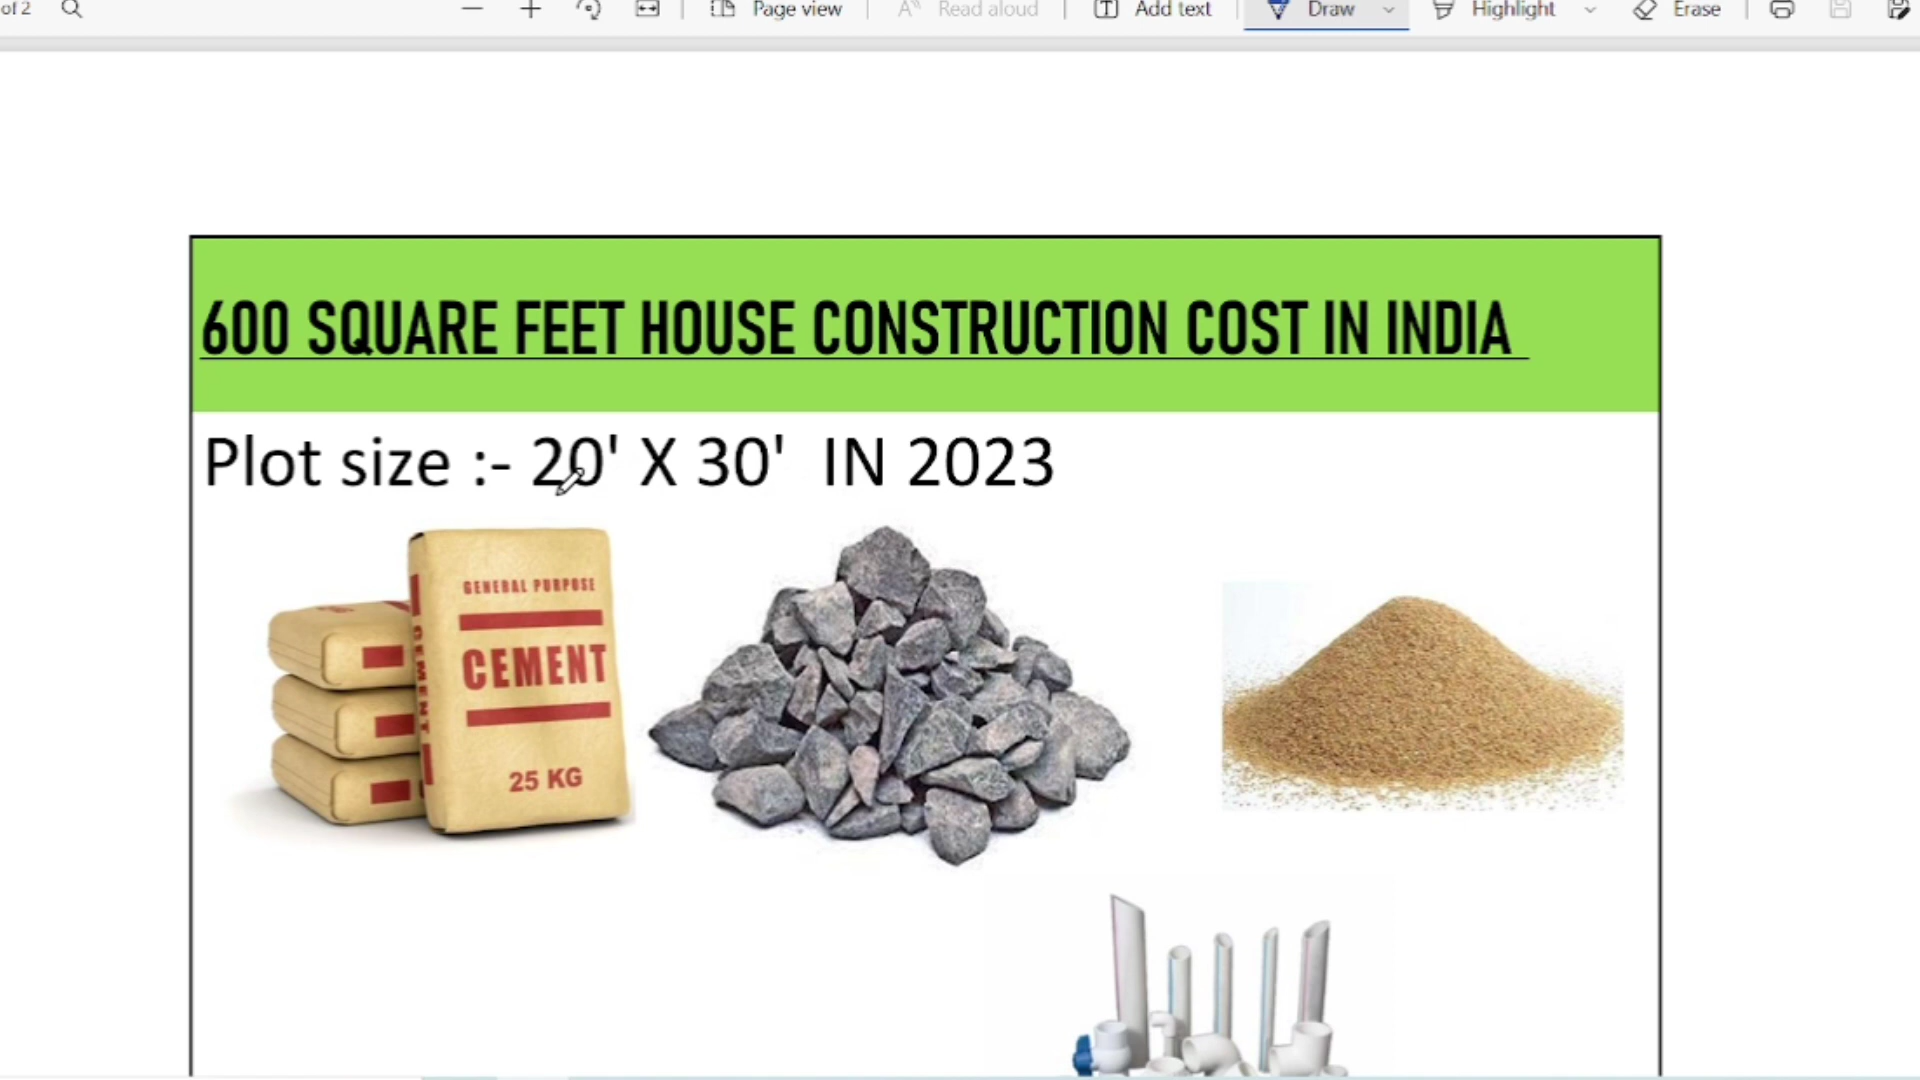 of 2
Page view
Read aloud
Add text
Draw
Highlight
Erase
600 SQUARE FEET HOUSE CONSTRUCTION COST IN INDIA
Plot size :- 20' X 30' IN 2023
GENERAL PURPOSE
CEMENT
25 KG
CEMENT